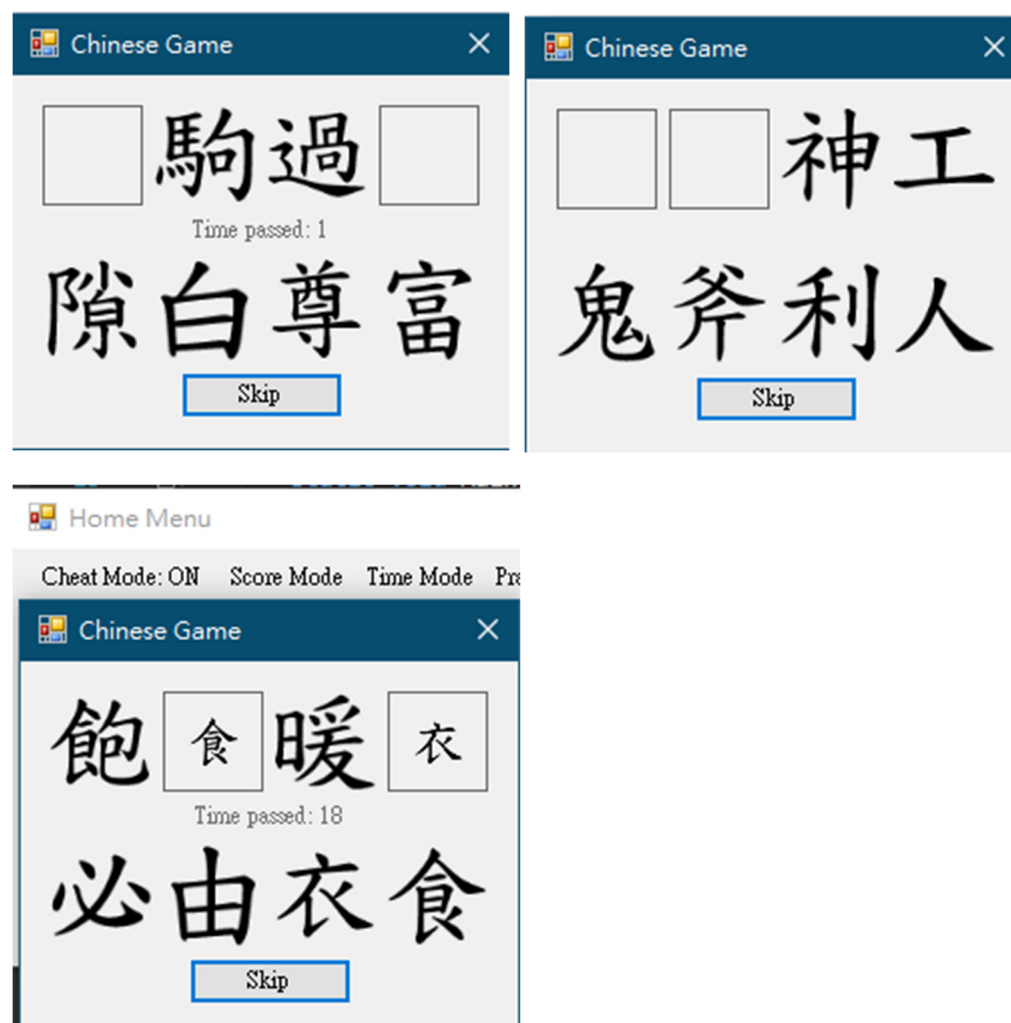 Chinese Game
駒過
Time passed: 1
隙白尊富
Skip
Chinese Game
神工
鬼斧利人
Skip
Home Menu
Cheat Mode: ON Score Mode Time Mode
Chinese Game
飽食暖衣
Time passed: 18
必由衣食
Skip